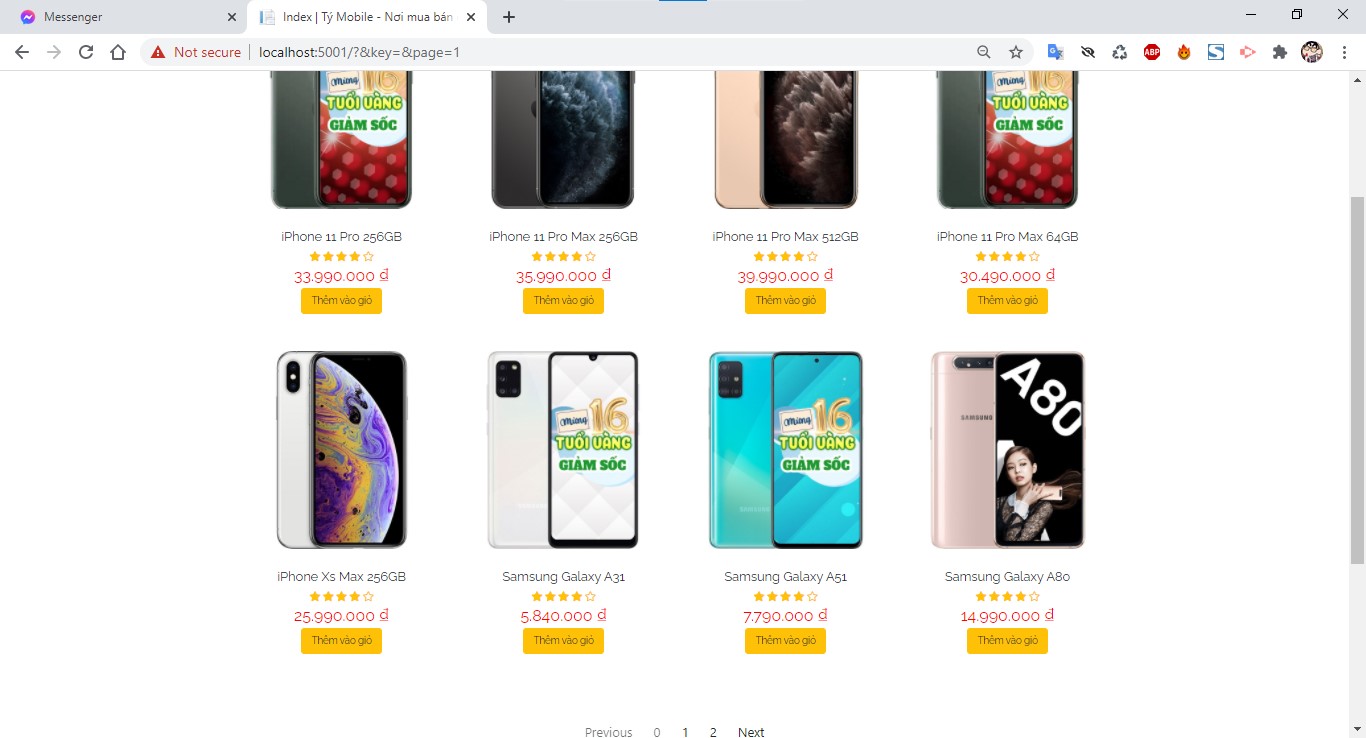 Messenger
Index | Tý Mobile - Nơi mua bán
Not secure
localhost:5001/?&key=&page=1
ABP
Mừng 16
TUỔI VÀNG
GIẢM SỐC
Mừng 16
TUỔI VÀNG
GIẢM SỐC
iPhone 11 Pro 256GB
iPhone 11 Pro Max 256GB
iPhone 11 Pro Max 512GB
iPhone 11 Pro Max 64GB
33.990.000 ₫
35.990.000 ₫
39.990.000 ₫
30.490.000 ₫
Thêm vào giỏ
Thêm vào giỏ
Thêm vào giỏ
Thêm vào giỏ
Mừng 16
TUỔI VÀNG
GIẢM SỐC
SAMSUNG
Mừng 16
TUỔI VÀNG
GIẢM SỐC
SAMSUNG
A80
SAMSUNG
iPhone Xs Max 256GB
Samsung Galaxy A31
Samsung Galaxy A51
Samsung Galaxy A80
25.990.000 ₫
5.840.000 ₫
7.790.000 ₫
14.990.000 ₫
Thêm vào giỏ
Thêm vào giỏ
Thêm vào giỏ
Thêm vào giỏ
Previous 0 1 2 Next